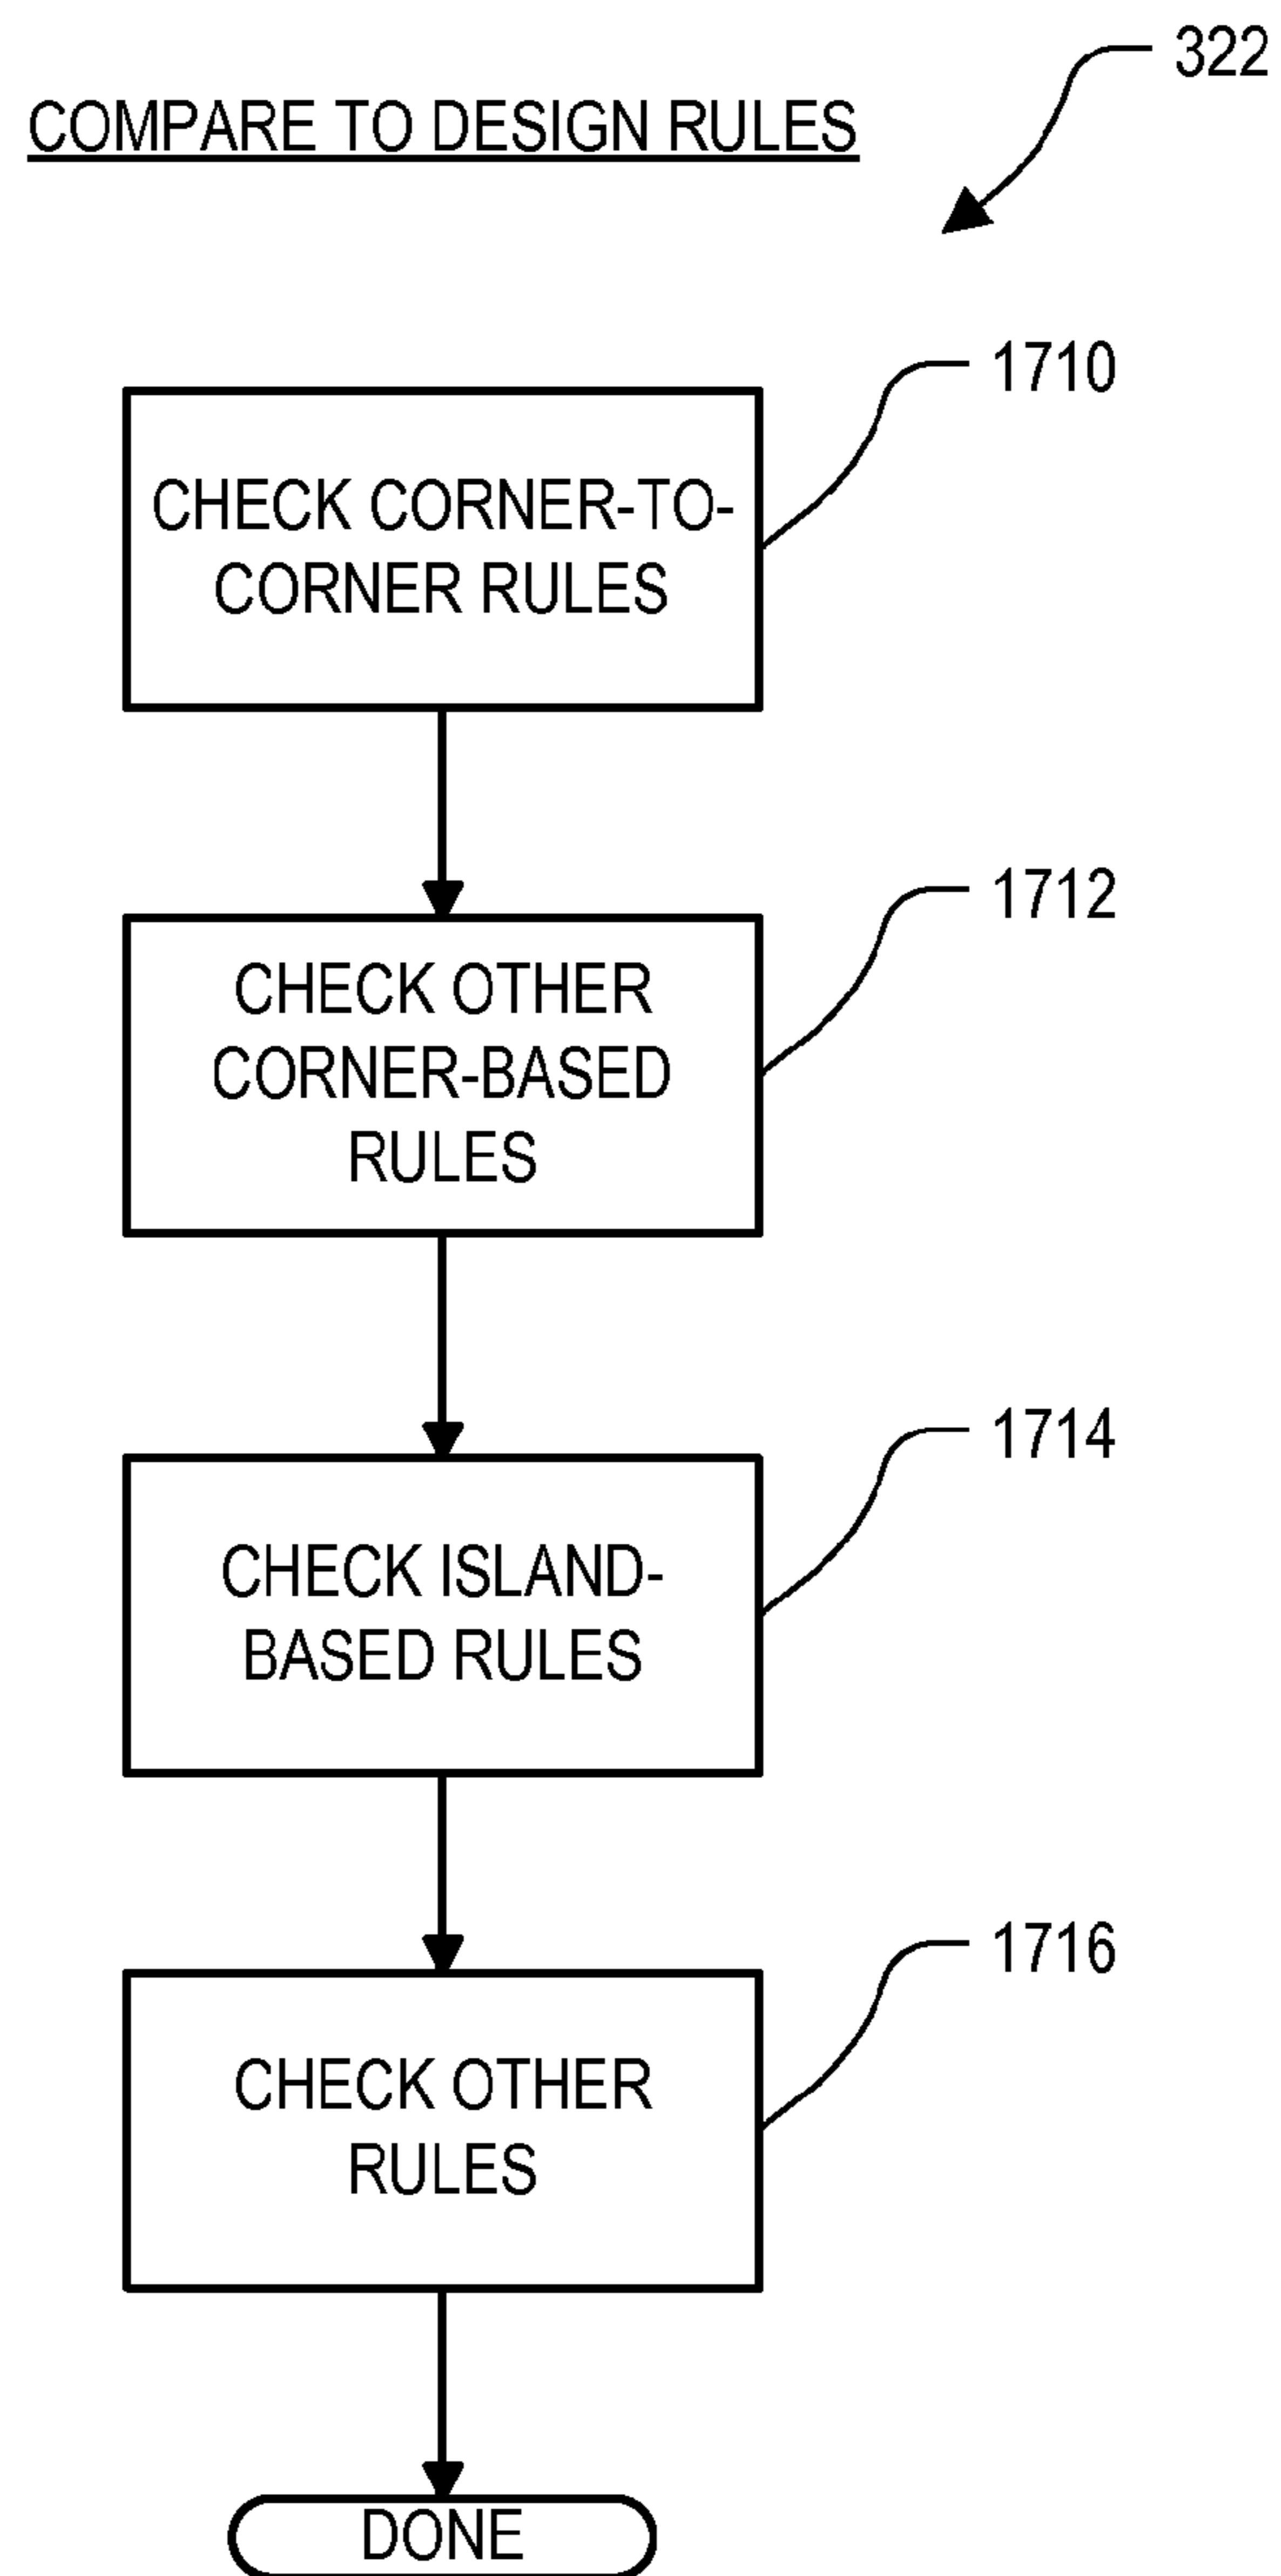 322
COMPARE TO DESIGN RULES
1710
CHECK CORNER-TO-
CORNER RULES
1712
CHECK OTHER
CORNER-BASED
RULES
1714
CHECK ISLAND-
BASED RULES
1716
CHECK OTHER
RULES
DONE